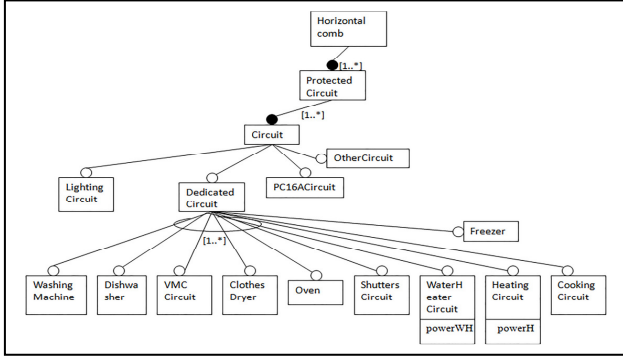 Horizontal
comb
[1..*]
Protected
Circuit
[1..*]
Circuit
OtherCircuit
Lighting
Circuit
Dedicated
Circuit
PC16ACircuit
Freezer
[1..*]
Washing
Machine
Dishwa
sher
VMC
Circuit
Clothes
Dryer
Oven
Shutters
Circuit
WaterH
eater
Circuit
powerWH
Heating
Circuit
powerH
Cooking
Circuit